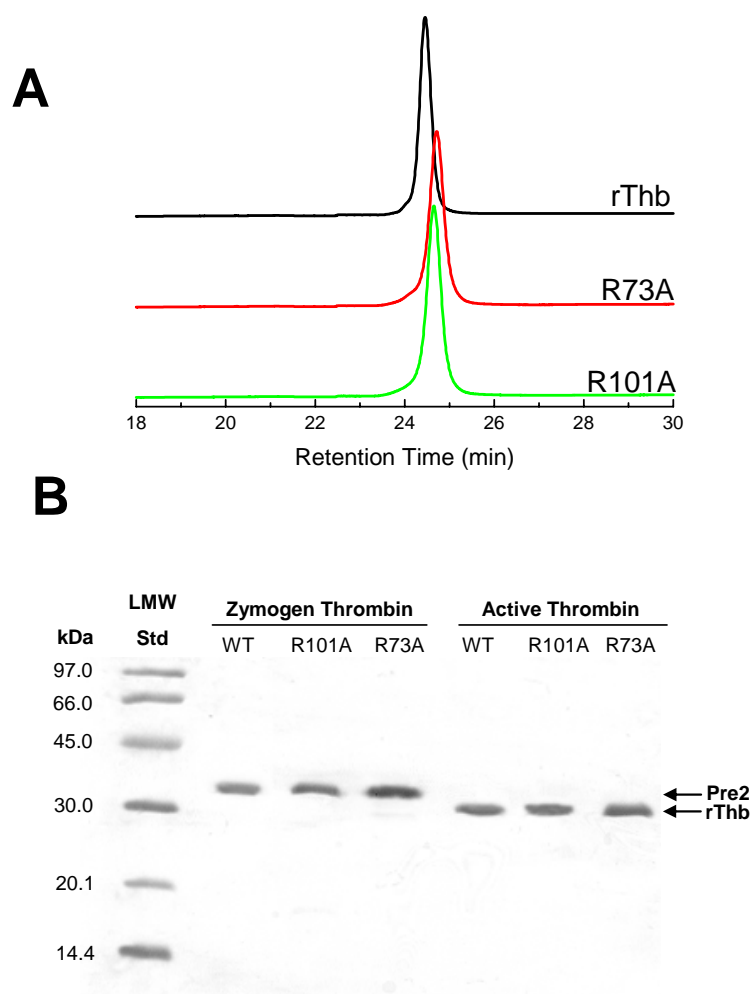 A
rThb
R73A
R101A
18 20 22 24 26 28 30
Retention Time (min)
B
LMW
Zymogen Thrombin Active Thrombin
kDa Std WT R101A R73A WT R101A R73A
97.0
66.0
45.0
Pre2
30.0 rThb
20.1
14.4